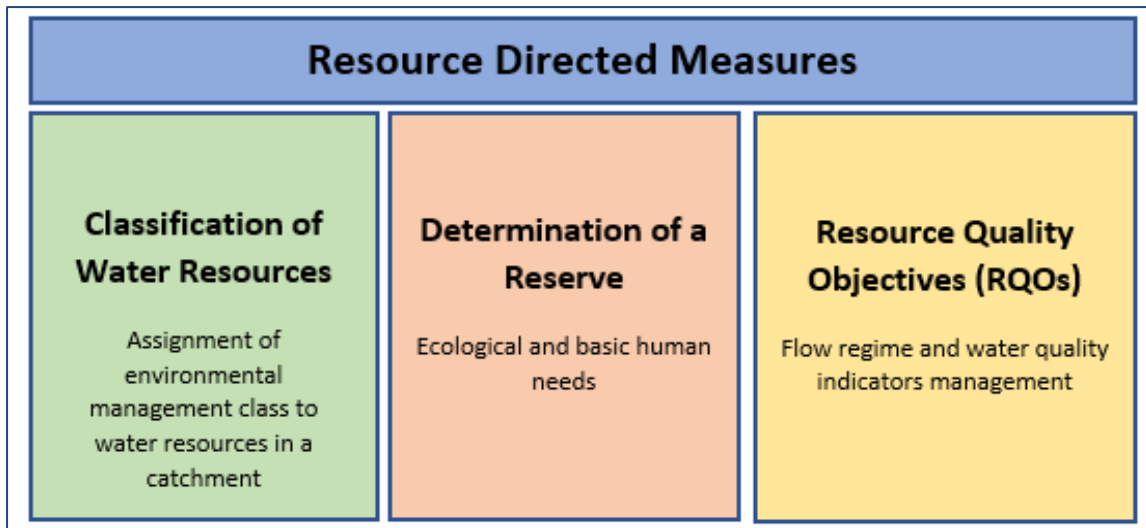 Resource Directed Measures
Classification of
Water Resources
Assignment of
environmental
management class to
water resources in a
catchment
Determination of a
Reserve
Ecological and basic human
needs
Resource Quality
Objectives (RQOs)
Flow regime and water quality
indicators management